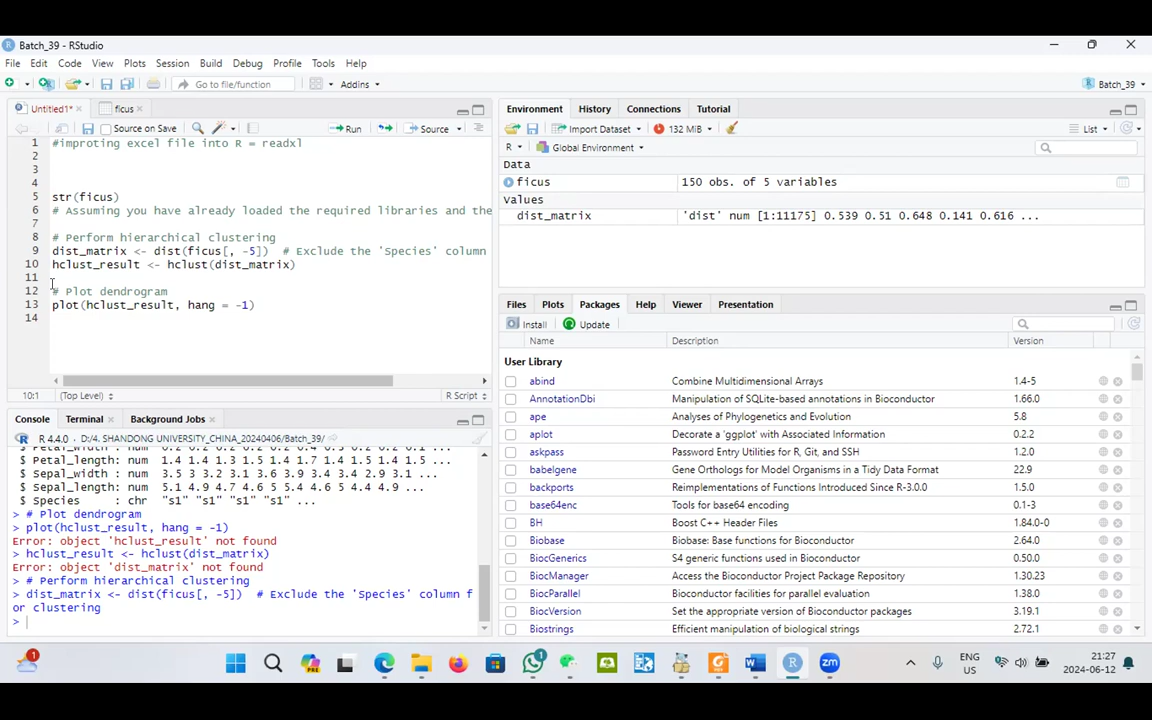 Batch_39 - RStudio
File Edit Code View Plots Session Build Debug Profile Tools Help
Go to file/function Addins Batch_39
Untitled1* ficus
Source on Save Run Source
1 #improting excel file into R = readxl
2
3
4
5 str(ficus)
6 # Assuming you have already loaded the required libraries and the
7
8 # Perform hierarchical clustering
9 dist_matrix <- dist(ficus[, -5]) # Exclude the 'Species' column
10 hclust_result <- hclust(dist_matrix)
11
12 # Plot dendrogram
13 plot(hclust_result, hang = -1)
14
10:1 (Top Level) R Script
Console Terminal Background Jobs
R 4.4.0 D:/4. SHANDONG UNIVERSITY_CHINA_20240406/Batch_39/
$ Petal_length: num 1.4 1.4 1.3 1.5 1.4 1.7 1.4 1.5 1.4 1.5 ...
$ Sepal_width : num 3.5 3 3.2 3.1 3.6 3.9 3.4 3.4 2.9 3.1 ...
$ Sepal_length: num 5.1 4.9 4.7 4.6 5 5.4 4.6 5 4.4 4.9 ...
$ Species : chr "s1" "s1" "s1" "s1" ...
> # Plot dendrogram
> plot(hclust_result, hang = -1)
Error: object 'hclust_result' not found
> hclust_result <- hclust(dist_matrix)
Error: object 'dist_matrix' not found
> # Perform hierarchical clustering
> dist_matrix <- dist(ficus[, -5]) # Exclude the 'Species' column f
or clustering
>
Environment History Connections Tutorial
Import Dataset 132 MiB List
R Global Environment
Data
ficus 150 obs. of 5 variables
Values
dist_matrix 'dist' num [1:11175] 0.539 0.51 0.648 0.141 0.616 ...
Files Plots Packages Help Viewer Presentation
Install Update
Name Description Version
User Library
abind Combine Multidimensional Arrays 1.4-5
AnnotationDbi Manipulation of SQLite-based annotations in Bioconductor 1.66.0
ape Analyses of Phylogenetics and Evolution 5.8
aplot Decorate a 'ggplot' with Associated Information 0.2.2
askpass Password Entry Utilities for R, Git, and SSH 1.2.0
babelgene Gene Orthologs for Model Organisms in a Tidy Data Format 22.9
backports Reimplementations of Functions Introduced Since R-3.0.0 1.5.0
base64enc Tools for base64 encoding 0.1-3
BH Boost C++ Header Files 1.84.0-0
Biobase Biobase: Base functions for Bioconductor 2.64.0
BiocGenerics S4 generic functions used in Bioconductor 0.50.0
BiocManager Access the Bioconductor Project Package Repository 1.30.23
BiocParallel Bioconductor facilities for parallel evaluation 1.38.0
BiocVersion Set the appropriate version of Bioconductor packages 3.19.1
Biostrings Efficient manipulation of biological strings 2.72.1
ENG
US
21:27
2024-06-12